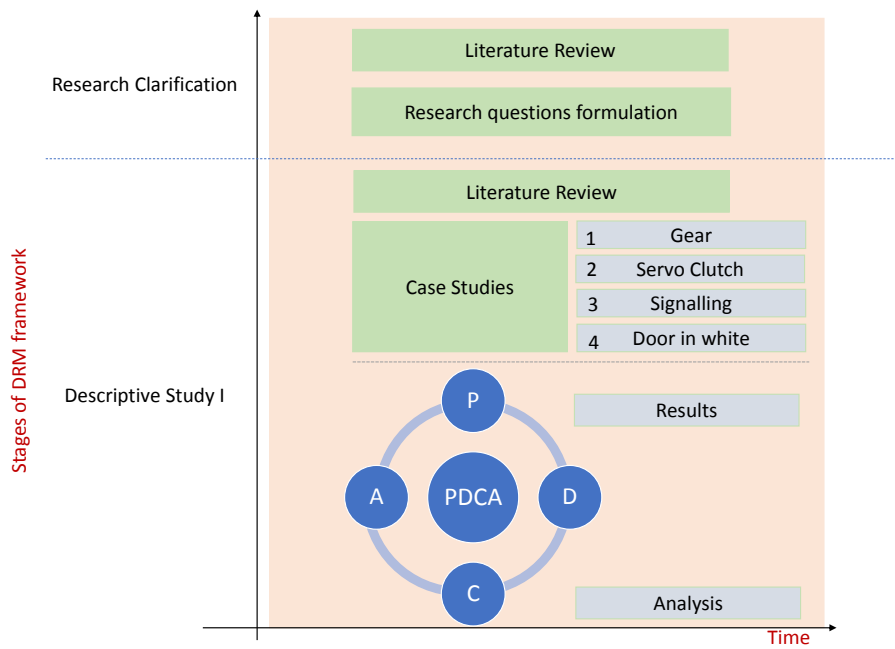 Literature Review
Research Clarification
Research questions formulation
Literature Review
1 Gear
2 Servo Clutch
Case Studies
3 Signalling
4 Door in white
Stages of DRM framework
Descriptive Study I
P
Results
A
PDCA
D
C
Analysis
Time